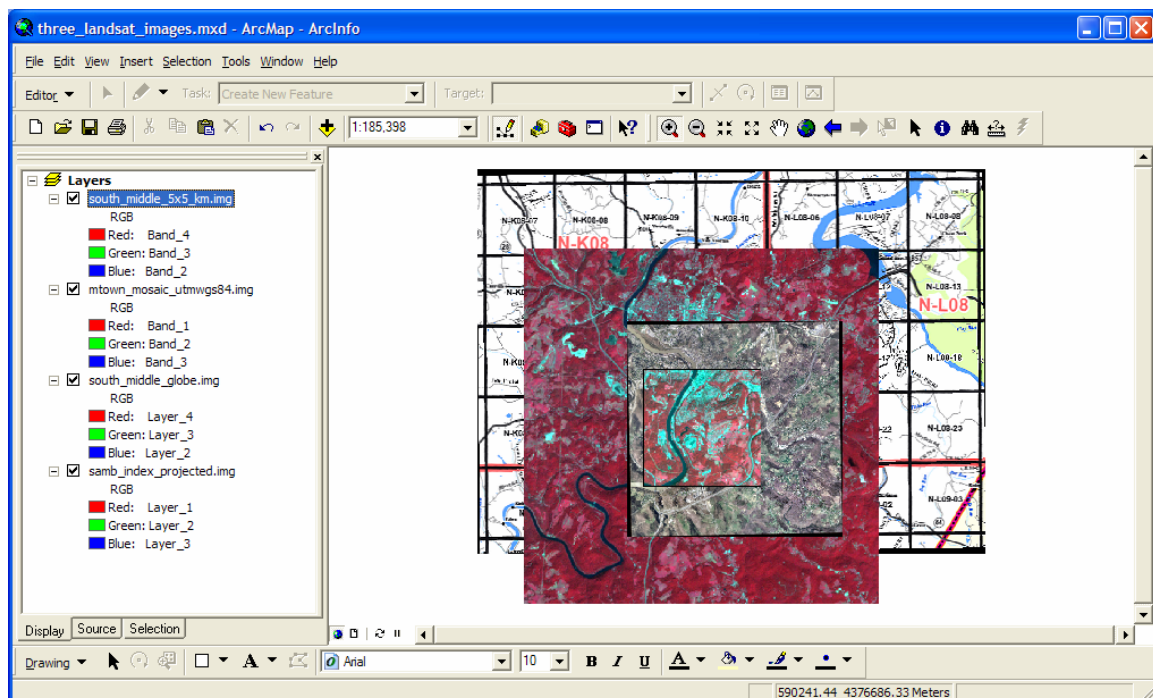 three_landsat_images.mxd - ArcMap - ArcInfo
File Edit View Insert Selection Tools Window Help
Editor Task: Create New Feature Target:
1:185,398
Layers
south_middle_5x5_km.img
RGB
Red: Band_4
Green: Band_3
Blue: Band_2
mtown_mosaic_utmwgs84.img
RGB
Red: Band_1
Green: Band_2
Blue: Band_3
south_middle_globe.img
RGB
Red: Layer_4
Green: Layer_3
Blue: Layer_2
samb_index_projected.img
RGB
Red: Layer_1
Green: Layer_2
Blue: Layer_3
N-K08-07 N-K08-08 N-K08-09 N-K08-10 N-L08-06 N-L08-07 N-L08-08
N-K08
N-L08-13
N-L08
N-L08-18
N-L08-23
N-L09-03
Display Source Selection
Drawing A Arial 10 B I U A
590241.44 4376686.33 Meters